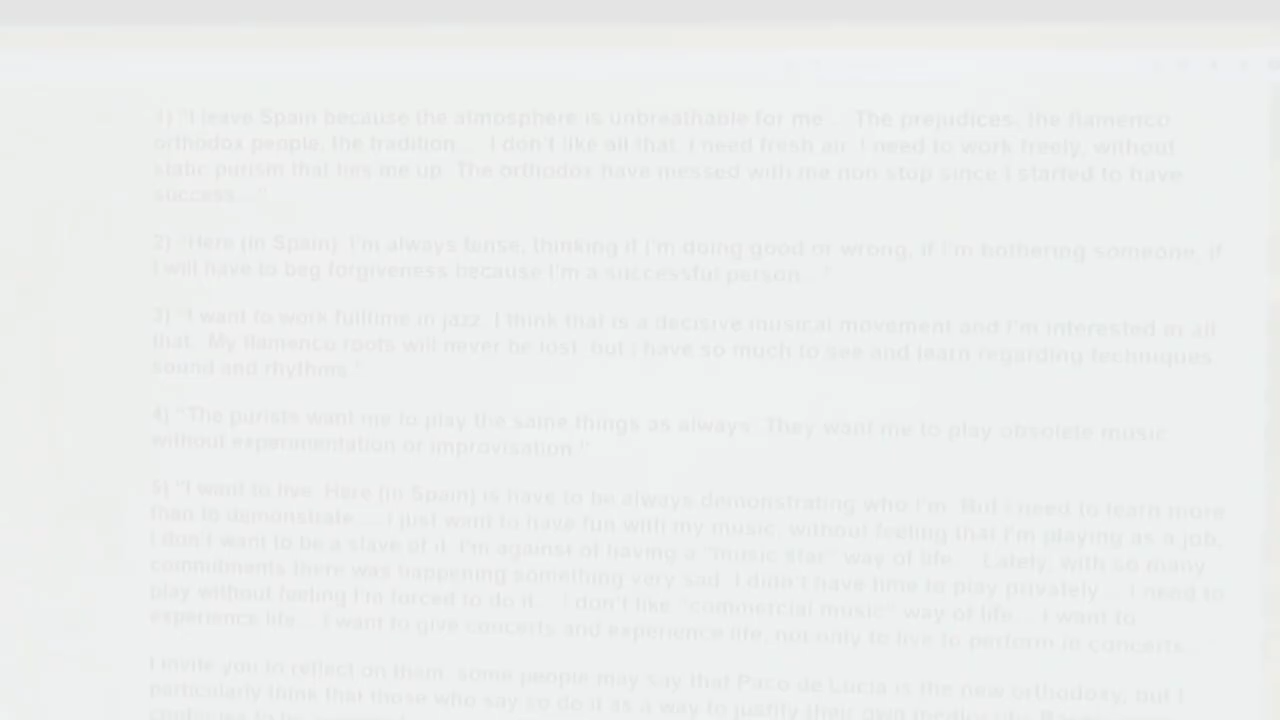 1) "I leave Spain because the atmosphere is unbreathable for me... The prejudices, the flamenco
orthodox people, the tradition... I don't like all that. I need fresh air. I need to work freely, without
static purism that ties me up. The orthodox have messed with me non stop since I started to have
success..."
2) "Here (in Spain) I'm always tense, thinking if I'm doing good or wrong, if I'm bothering someone, if
I will have to beg forgiveness because I'm a successful person..."
3) "I want to work fulltime in jazz. I think that is a decisive musical movement and I'm interested in all
that. My flamenco roots will never be lost, but I have so much to see and learn regarding techniques
sound and rhythms."
4) "The purists want me to play the same things as always. They want me to play obsolete music
without experimentation or improvisation."
5) "I want to live. Here (in Spain) is have to be always demonstrating who I'm. But I need to learn more
than to demonstrate.... I just want to have fun with my music, without feeling that I'm playing as a job,
I don't want to be a slave of it. I'm against of having a "music star" way of life... Lately, with so many
commitments there was happening something very sad. I didn't have time to play privately... I need to
play without feeling I'm forced to do it... I don't like "commercial music" way of life... I want to
experience life... I want to give concerts and experience life, not only to live to perform in concerts..."
I invite you to reflect on them. some people may say that Paco de Lucia is the new orthodoxy, but I
particularly think that those who say so do it as a way to justify their own
continues to be